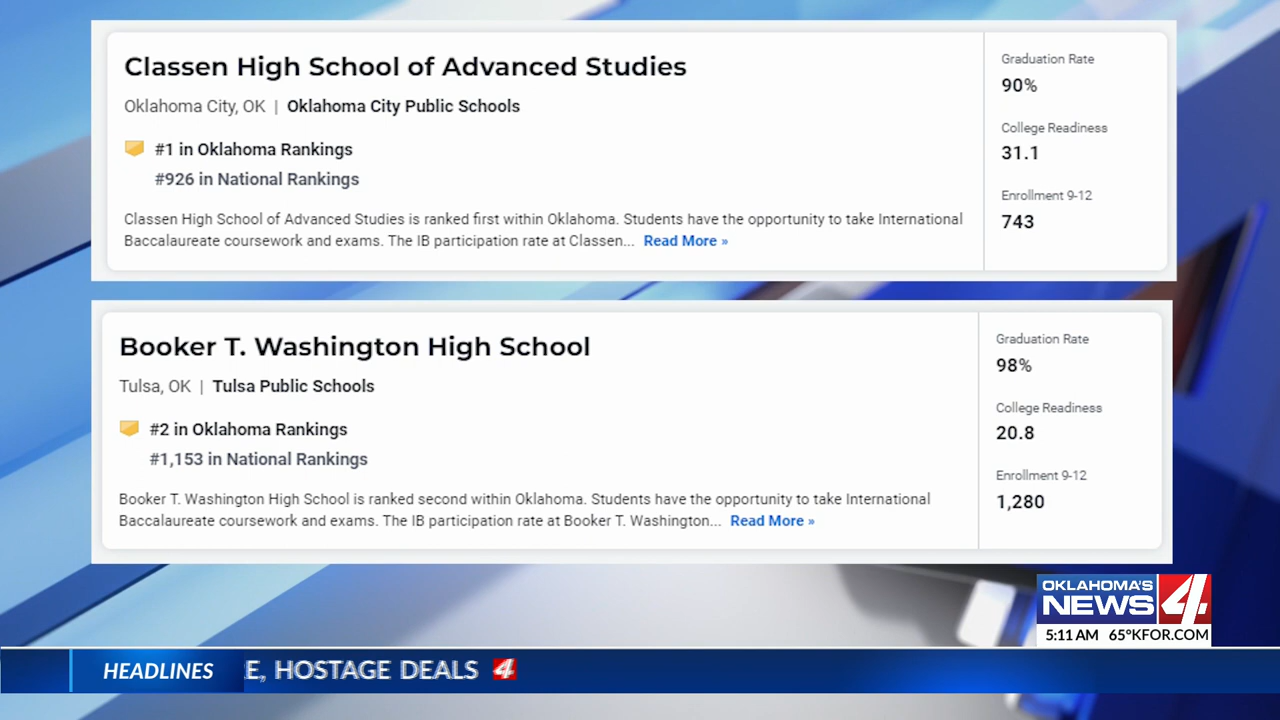 Classen High School of Advanced Studies
Oklahoma City, OK | Oklahoma City Public Schools
#1 in Oklahoma Rankings
#926 in National Rankings
Classen High School of Advanced Studies is ranked first within Oklahoma. Students have the opportunity to take International
Baccalaureate coursework and exams. The IB participation rate at Classen... Read More »
Graduation Rate
90%
College Readiness
31.1
Enrollment 9-12
743
Booker T. Washington High School
Tulsa, OK | Tulsa Public Schools
#2 in Oklahoma Rankings
#1,153 in National Rankings
Booker T. Washington High School is ranked second within Oklahoma. Students have the opportunity to take International
Baccalaureate coursework and exams. The IB participation rate at Booker T. Washington... Read More »
Graduation Rate
98%
College Readiness
20.8
Enrollment 9-12
1,280
OKLAHOMA'S
NEWS 4
5:11 AM 65° KFOR.COM
HEADLINES E, HOSTAGE DEALS 4